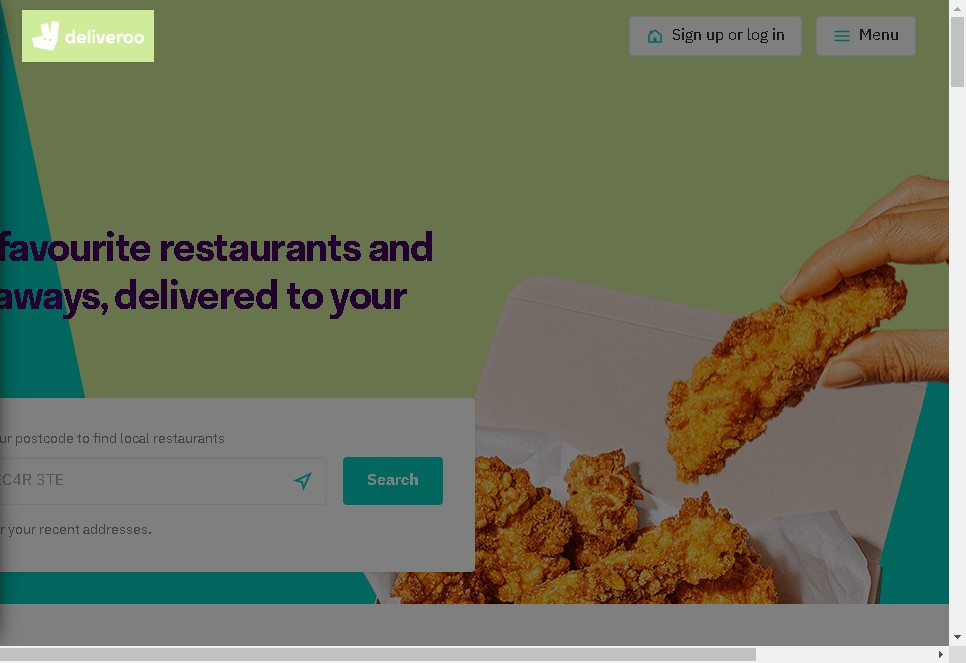 deliveroo
Sign up or log in
Menu
favourite restaurants and
aways, delivered to your
ur postcode to find local restaurants
EC4R 3TE
Search
r your recent addresses.